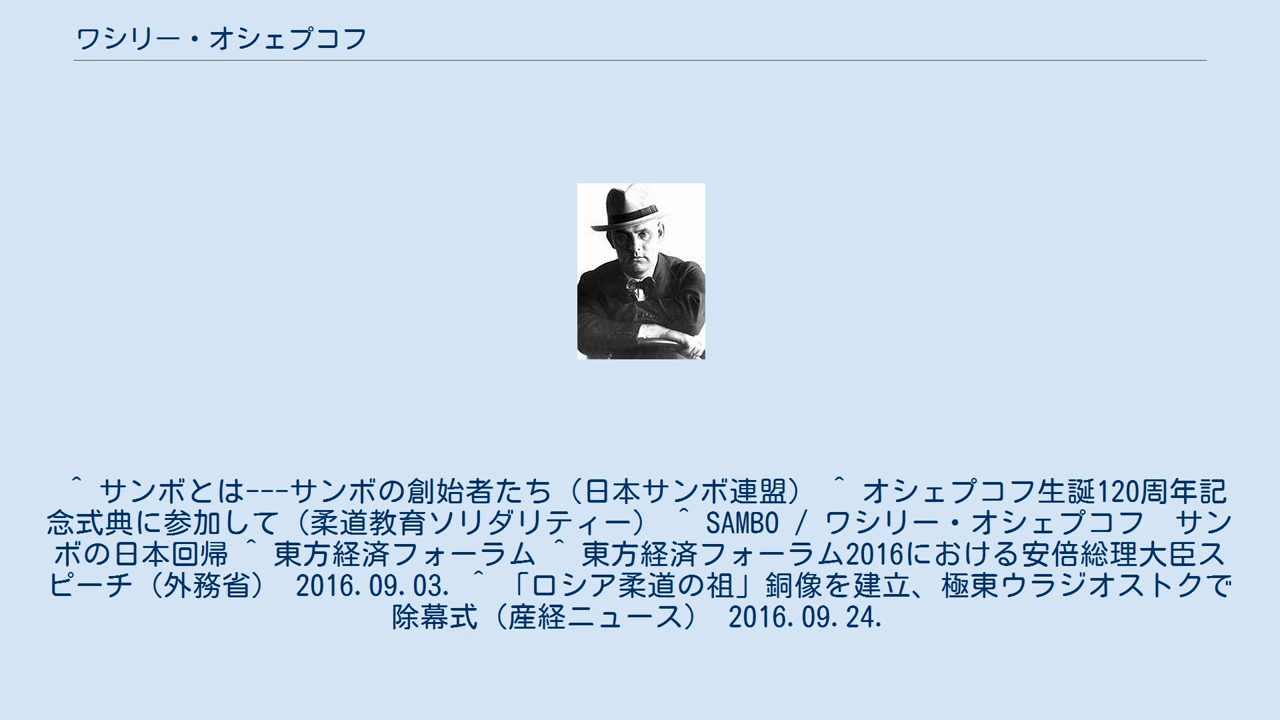 ワシリー・オシェプコフ
^ サンボとは---サンボの創始者たち（日本サンボ連盟） ^ オシェプコフ生誕120周年記
念式典に参加して（柔道教育ソリダリティー） ^ SAMBO / ワシリー・オシェプコフ　サン
ボの日本回帰 ^ 東方経済フォーラム ^ 東方経済フォーラム2016における安倍総理大臣ス
ピーチ（外務省） 2016.09.03. ^ 「ロシア柔道の祖」銅像を建立、極東ウラジオストクで
除幕式（産経ニュース） 2016.09.24.